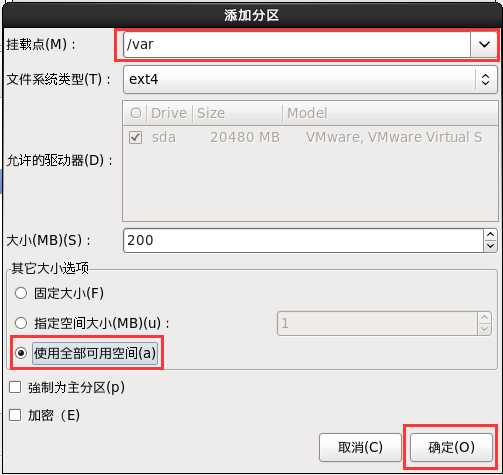 添加分区
挂载点(M)： /var
文件系统类型(T)： ext4
Drive Size Model
sda 20480 MB VMware, VMware Virtual S
允许的驱动器(D)：
大小(MB)(S)： 200
其它大小选项
固定大小(F)
指定空间大小(MB)(u)： 1
使用全部可用空间(a)
強制为主分区(p)
加密（E)
取消(C) 确定(O)